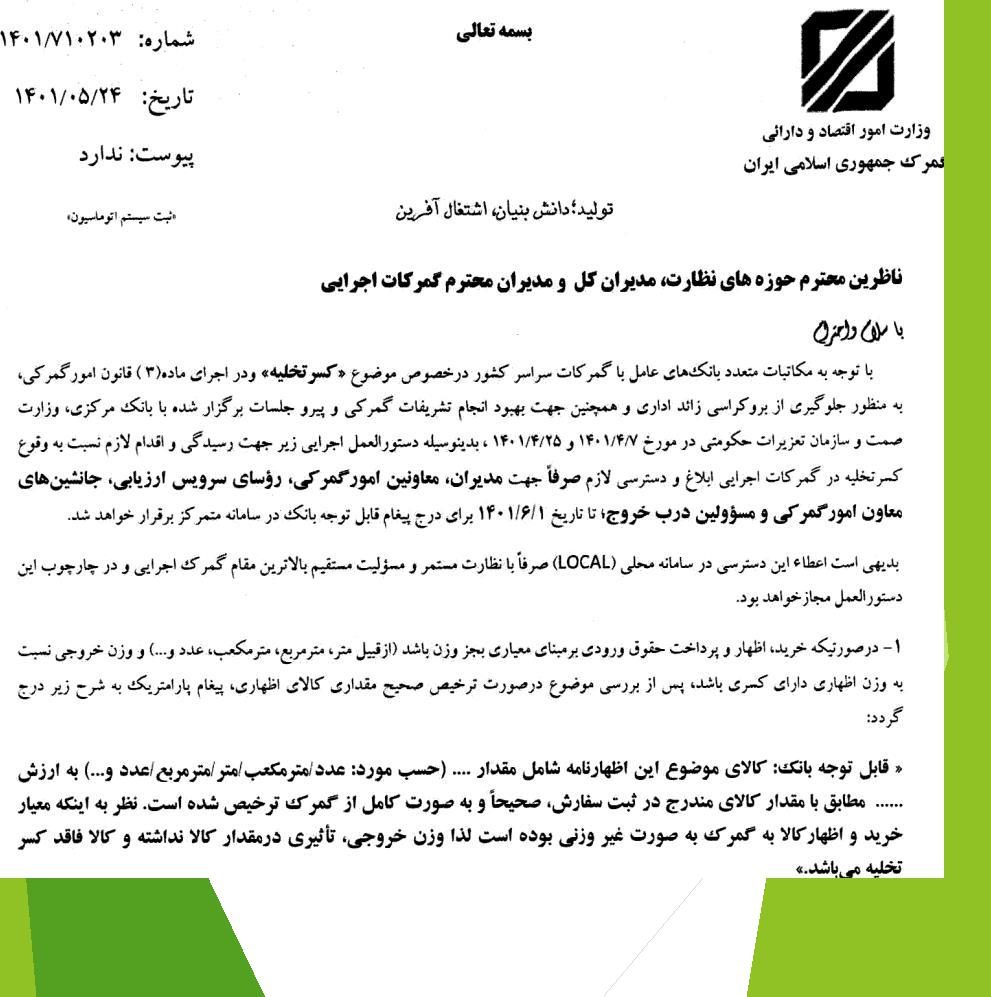 بسمه تعالی
وزارت امور اقتصاد و دارائی
گمرک جمهوری اسلامی ایران
شماره: ۱۴۰۱/۷۱۰۲۰۳
تاریخ: ۱۴۰۱/۰۵/۲۴
پیوست: ندارد
«ثبت سیستم اتوماسیون»
تولید؛دانش بنیان، اشتغال آفرین
ناظرین محترم حوزه های نظارت، مدیران کل و مدیران محترم گمرکات اجرایی
با سلام و احترام
با توجه به مکاتبات متعدد بانک‌های عامل با گمرکات سراسر کشور درخصوص موضوع «کسرتخلیه» ودر اجرای ماده(۳ ) قانون امورگمرکی،
به منظور جلوگیری از بروکراسی زائد اداری و همچنین جهت بهبود انجام تشریفات گمرکی و پیرو جلسات برگزار شده با بانک مرکزی، وزارت
صمت و سازمان تعزیرات حکومتی در مورخ ۱۴۰۱/۴/۷ و ۱۴۰۱/۴/۲۵ ، بدینوسیله دستورالعمل اجرایی زیر جهت رسیدگی و اقدام لازم نسبت به وقوع
کسرتخلیه در گمرکات اجرایی ابلاغ و دسترسی لازم صرفاً جهت مدیران، معاونین امورگمرکی، رؤسای سرویس ارزیابی، جانشین‌های
معاون امورگمرکی و مسؤولین درب خروج؛ تا تاریخ ۱۴۰۱/۶/۱ برای درج پیغام قابل توجه بانک در سامانه متمرکز برقرار خواهد شد.
بدیهی است اعطاء این دسترسی در سامانه محلی (LOCAL) صرفاً با نظارت مستمر و مسؤلیت مستقیم بالاترین مقام گمرک اجرایی و در چارچوب این
دستورالعمل مجازخواهد بود.
۱- درصورتیکه خرید، اظهار و پرداخت حقوق ورودی برمبنای معیاری بجز وزن باشد (ازقبیل متر، مترمربع، مترمکعب، عدد و...) و وزن خروجی نسبت
به وزن اظهاری دارای کسری باشد، پس از بررسی موضوع درصورت ترخیص صحیح مقداری کالای اظهاری، پیغام پارامتریک به شرح زیر درج
گردد:
« قابل توجه بانک: کالای موضوع این اظهارنامه شامل مقدار .... (حسب مورد: عدد/مترمکعب/متر/مترمربع/عدد و...) به ارزش
...... مطابق با مقدار کالای مندرج در ثبت سفارش، صحیحاً و به صورت کامل از گمرک ترخیص شده است. نظر به اینکه معیار
خرید و اظهارکالا به گمرک به صورت غیر وزنی بوده است لذا وزن خروجی، تأثیری درمقدار کالا نداشته و کالا فاقد کسر
تخلیه می‌باشد.»